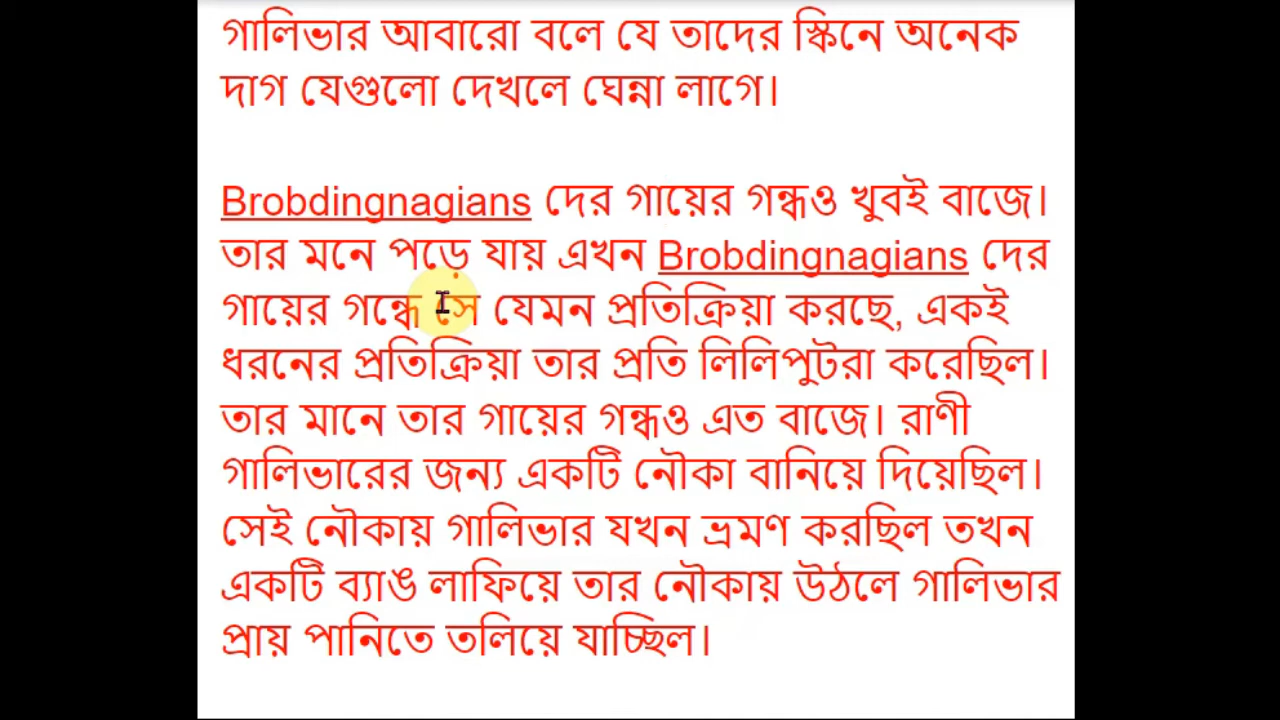 গালিভার আবারো বলে যে তাদের স্কিনে অনেক
দাগ যেগুলো দেখলে ঘেন্না লাগে।
Brobdingnagians দের গায়ের গন্ধও খুবই বাজে।
তার মনে পড়ে যায় এখন Brobdingnagians দের
গায়ের গন্ধে সে যেমন প্রতিক্রিয়া করছে, একই
ধরনের প্রতিক্রিয়া তার প্রতি লিলিপুটরা করেছিল।
তার মানে তার গায়ের গন্ধও এত বাজে। রাণী
গালিভারের জন্য একটি নৌকা বানিয়ে দিয়েছিল।
সেই নৌকায় গালিভার যখন ভ্রমণ করছিল তখন
একটি ব্যাঙ লাফিয়ে তার নৌকায় উঠলে গালিভার
প্রায় পানিতে তলিয়ে যাচ্ছিল।